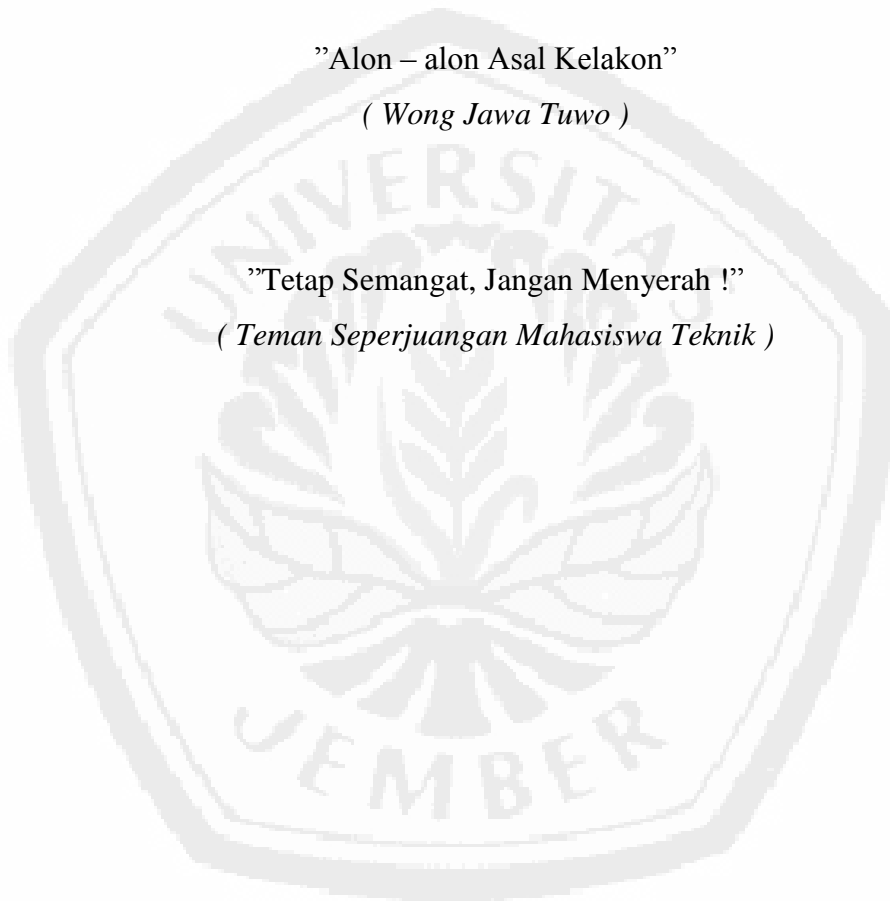 ”Alon – alon Asal Kelakon”
( Wong Jawa Tuwo )
UNIVERSITAS
”Tetap Semangat, Jangan Menyerah !”
( Teman Seperjuangan Mahasiswa Teknik )
JEMBER